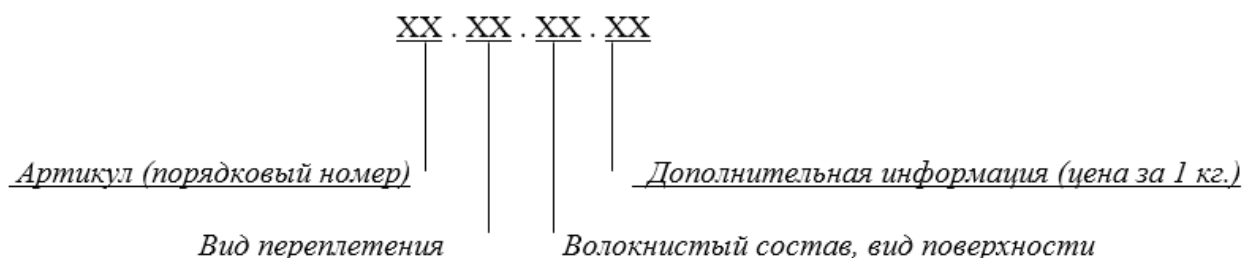 XX . XX . XX . XX
Артикул (порядковый номер) Дополнительная информация (цена за 1 кг.)
Вид переплетения Волокнистый состав, вид поверхности